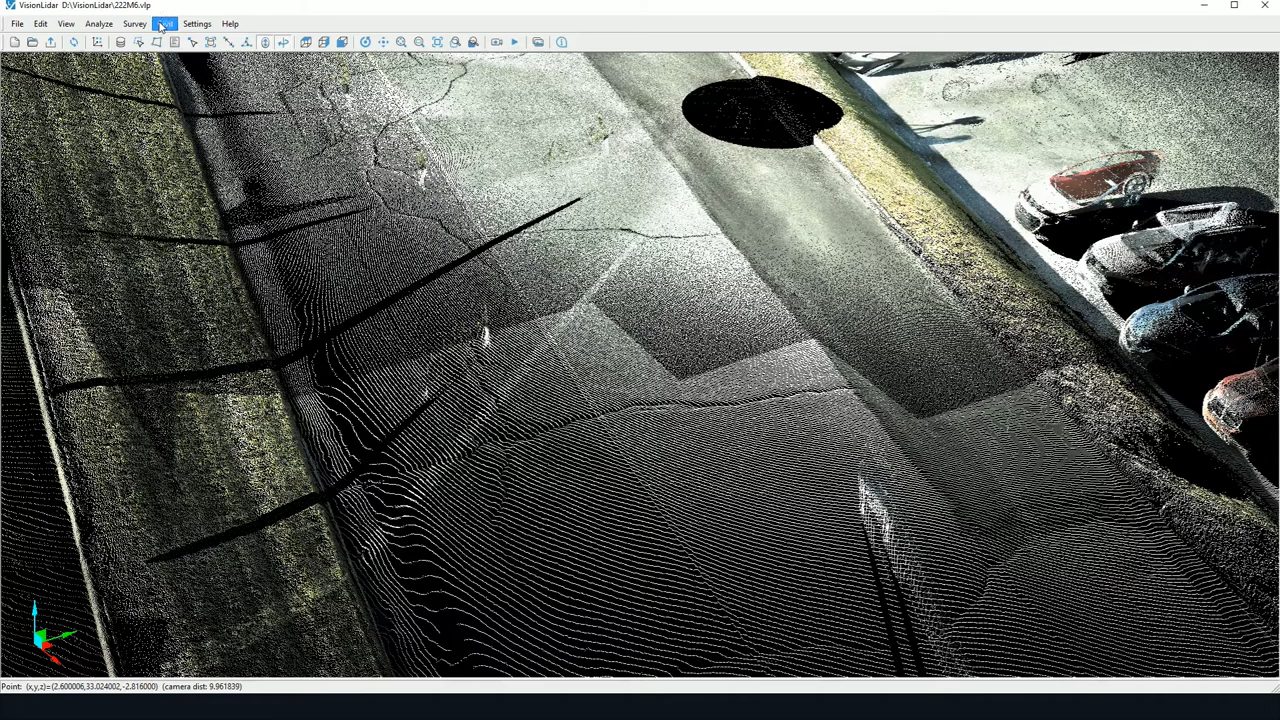 VisionLidar D:\VisionLidar\222M6.vlp
File Edit View Analyze Survey Civil Settings Help
Point: (x,y,z)=(2.600006,33.024002,-2.816000) (camera dist: 9.961839)